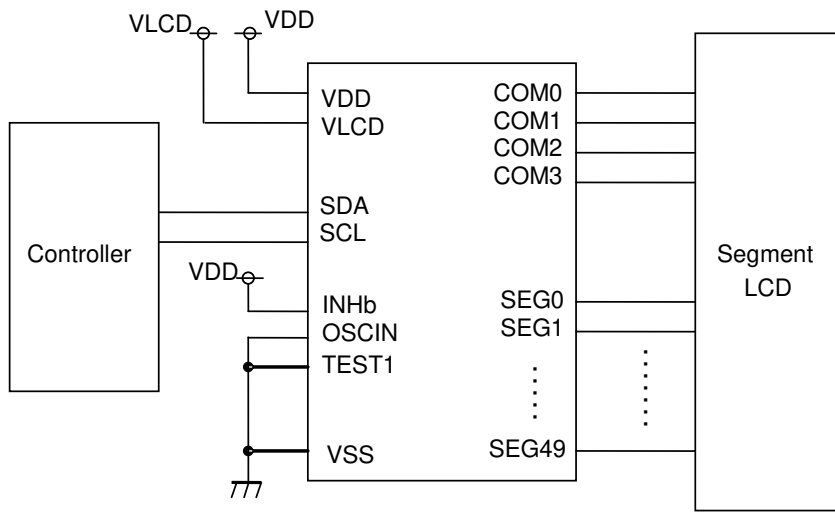 VLCD
VDD
VDD
VLCD
COM0
COM1
COM2
COM3
SDA
SCL
Controller
VDD
INHb
OSCIN
TEST1
VSS
SEG0
SEG1
SEG49
Segment
LCD